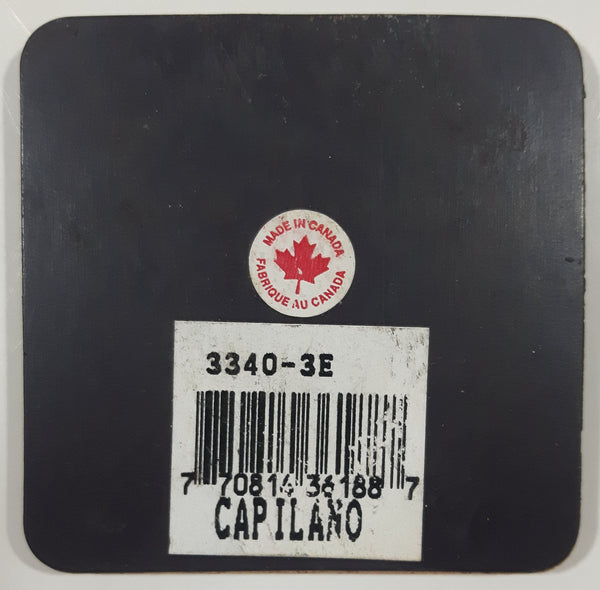 MADE IN CANADA
FABRIQUE AU CANADA
3340-3E
7 70814 36188 7
CAPILANO